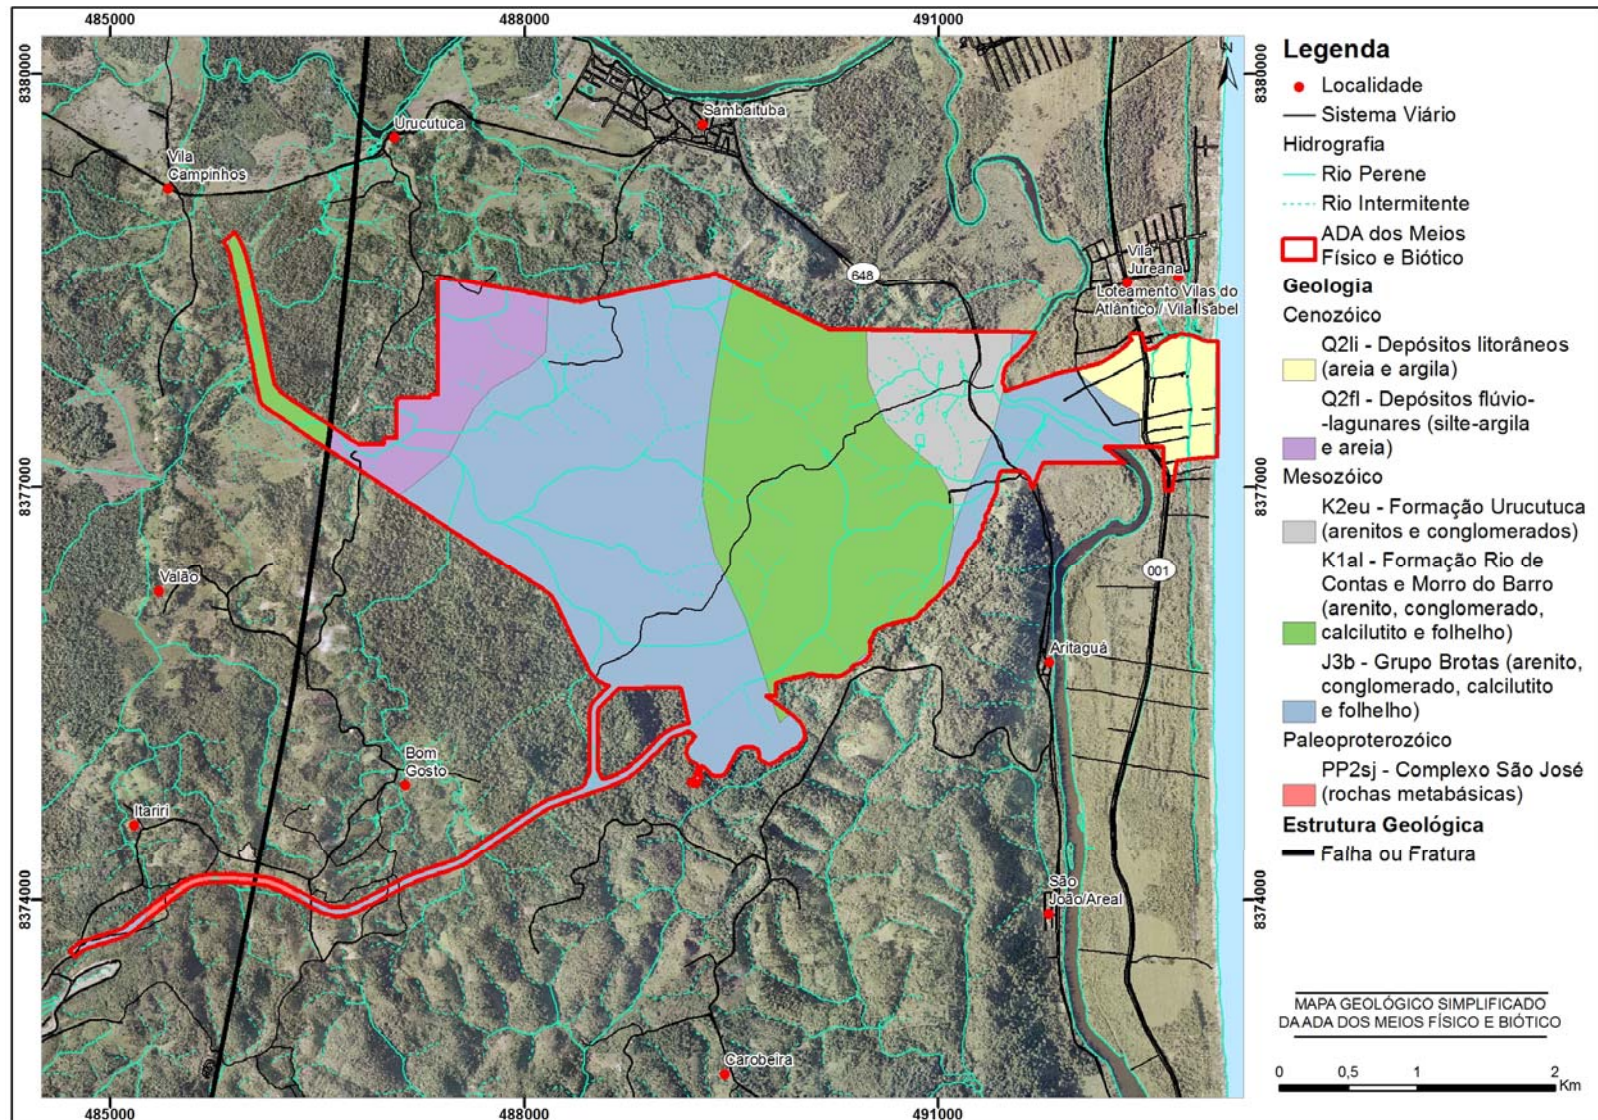 485000
488000
491000
8380000
8377000
8374000
8380000
8377000
8374000
485000
488000
491000
Sambaituba
Urucutuca
Vila
Campinhos
648
Vila
Jureana
Loteamento Vilas do
Atlântico / Vila Isabel
Valão
001
Aritaguá
Bom
Gosto
Itariri
São
João/Areal
Carobeira
N
Legenda
Localidade
Sistema Viário
Hidrografia
Rio Perene
Rio Intermitente
ADA dos Meios
Físico e Biótico
Geologia
Cenozóico
Q2li - Depósitos litorâneos
(areia e argila)
Q2fl - Depósitos flúvio-
-lagunares (silte-argila
e areia)
Mesozóico
K2eu - Formação Urucutuca
(arenitos e conglomerados)
K1al - Formação Rio de
Contas e Morro do Barro
(arenito, conglomerado,
calcilutito e folhelho)
J3b - Grupo Brotas (arenito,
conglomerado, calcilutito
e folhelho)
Paleoproterozóico
PP2sj - Complexo São José
(rochas metabásicas)
Estrutura Geológica
Falha ou Fratura
MAPA GEOLÓGICO SIMPLIFICADO
DA ADA DOS MEIOS FÍSICO E BIÓTICO
0 0,5 1 2
Km